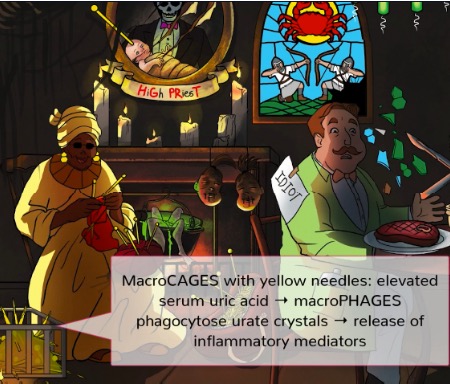 HiGh PRiesT
IDIOT
MacroCAGES with yellow needles: elevated
serum uric acid → macroPHAGES
phagocytose urate crystals → release of
inflammatory mediators